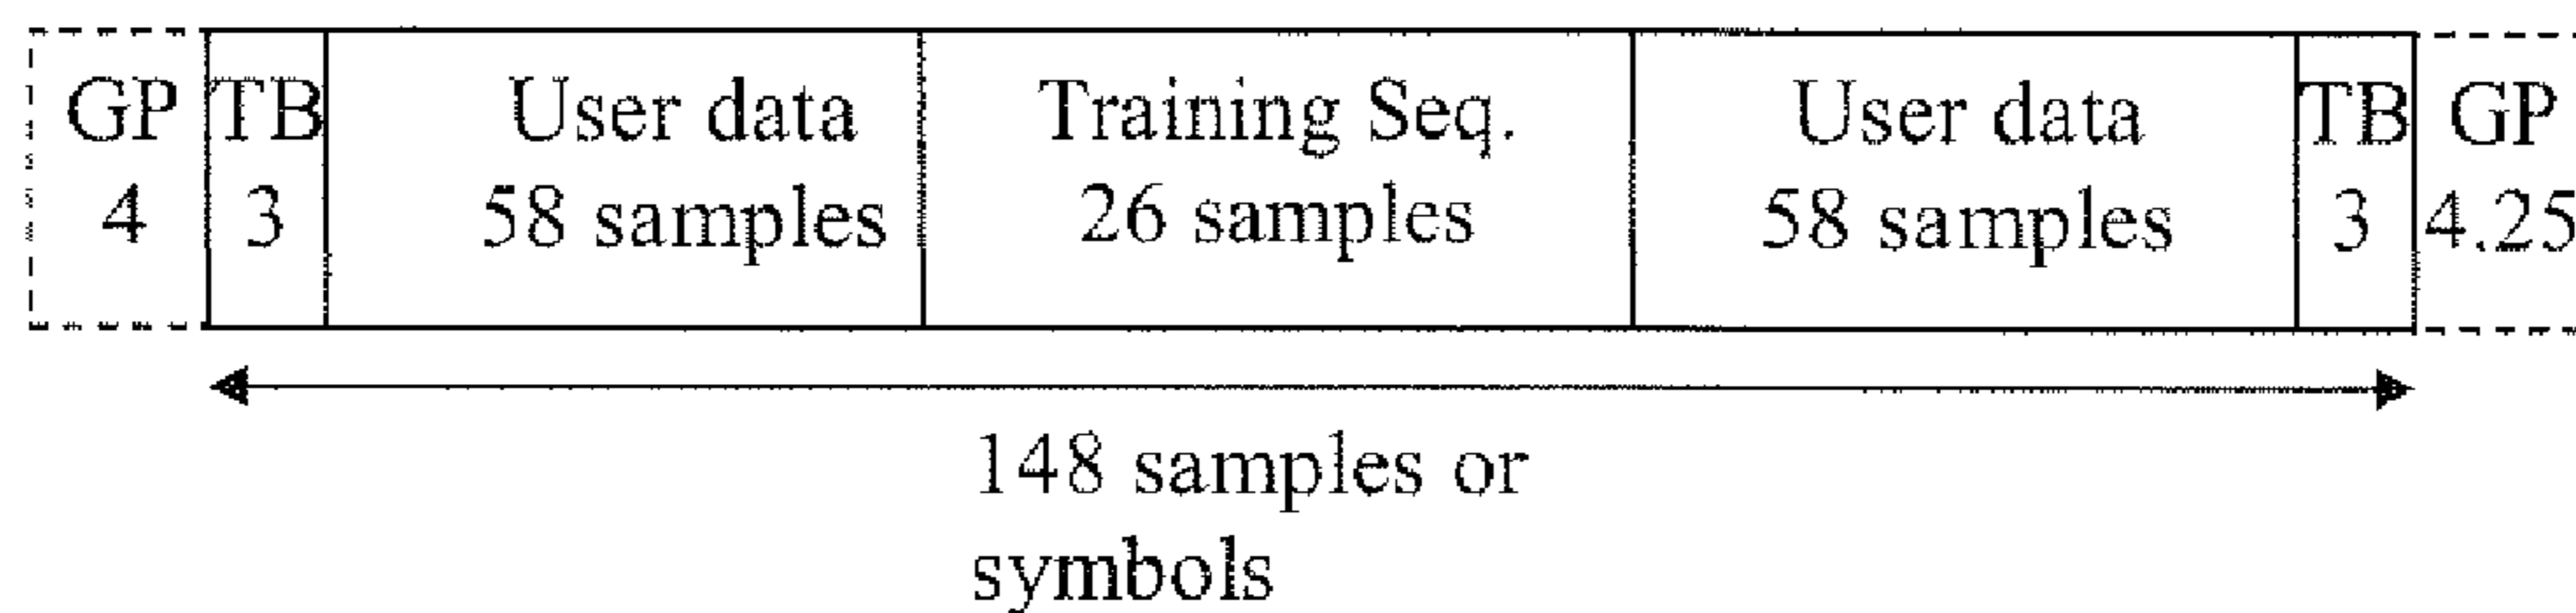 GP TB User data Training Seq. User data TB GP
4 3 58 samples 26 samples 58 samples 3 4.25
148 samples or
symbols